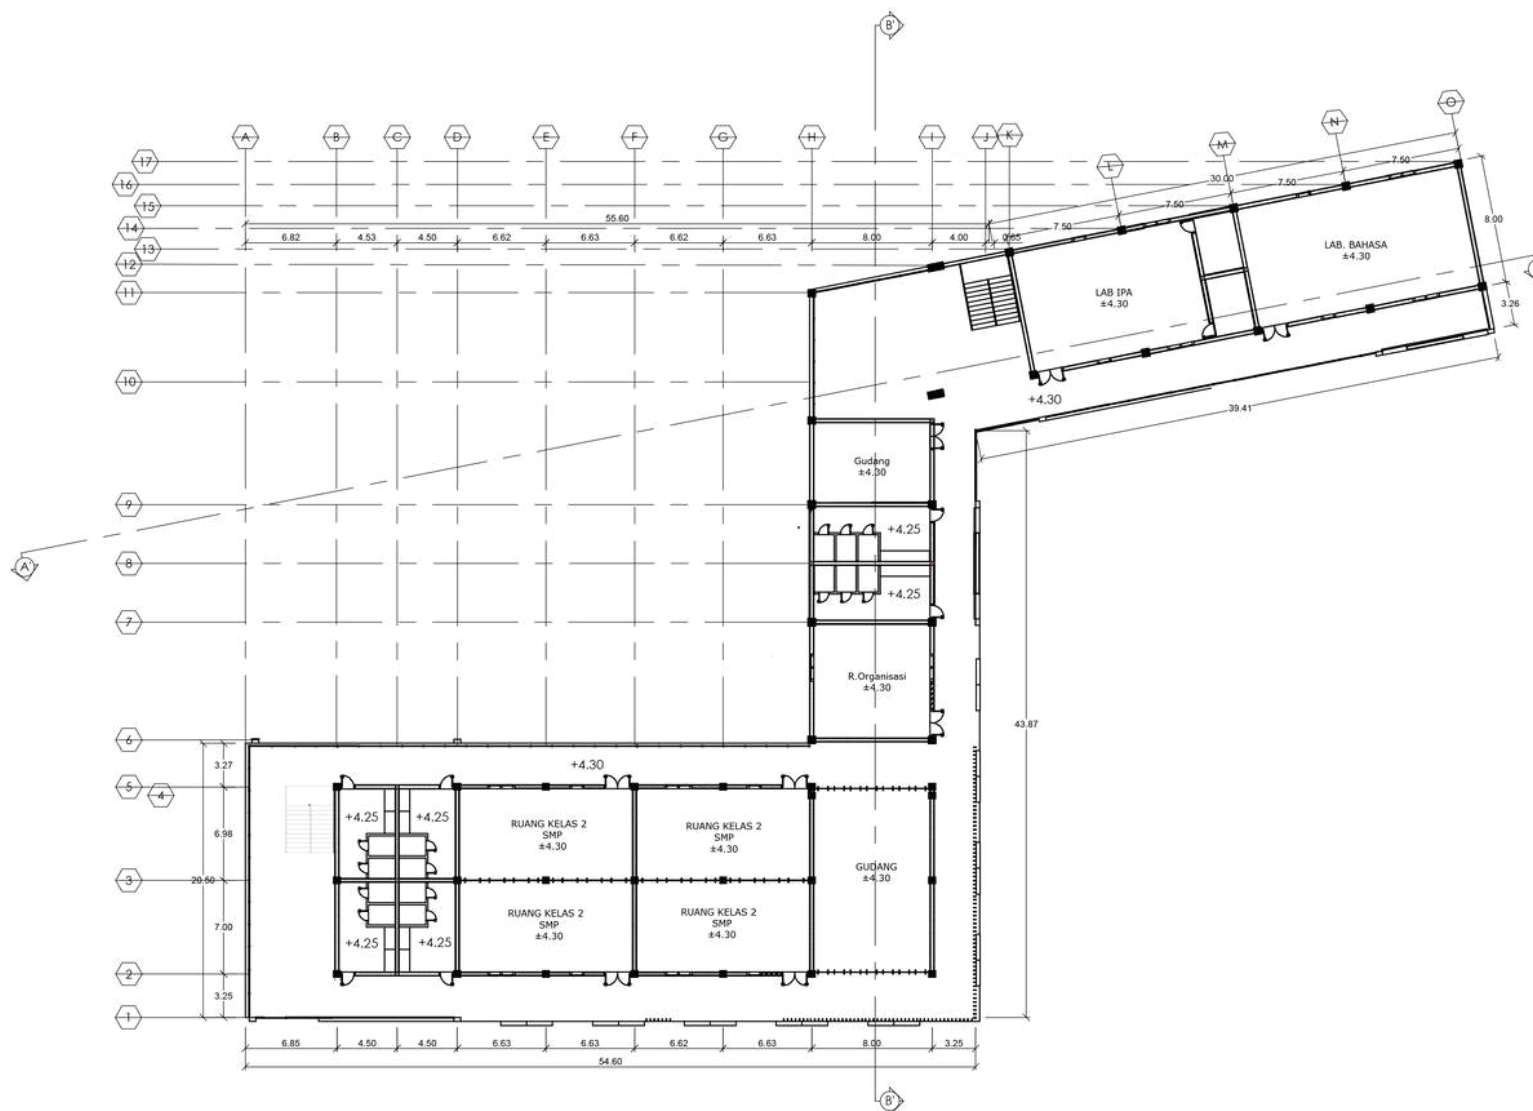 B'
A B C D E F G H I J K L M N O
17
16
15
14
13
12
11
10
9
8
7
6
5
4
3
2
1
30.00
7.50
7.50
7.50
7.50
55.60
6.82 4.53 4.50 6.62 6.63 6.62 6.63 8.00 4.00 0.65
8.00
3.26
39.41
LAB. BAHASA
±4.30
LAB IPA
±4.30
+4.30
Gudang
±4.30
+4.25
+4.25
A'
R.Organisasi
±4.30
43.87
+4.30
3.27
6.98
20.50
7.00
3.25
+4.25 +4.25
RUANG KELAS 2
SMP
±4.30
RUANG KELAS 2
SMP
±4.30
GUDANG
±4.30
+4.25 +4.25
RUANG KELAS 2
SMP
±4.30
RUANG KELAS 2
SMP
±4.30
6.85 4.50 4.50 6.63 6.63 6.62 6.63 8.00 3.25
54.60
B'